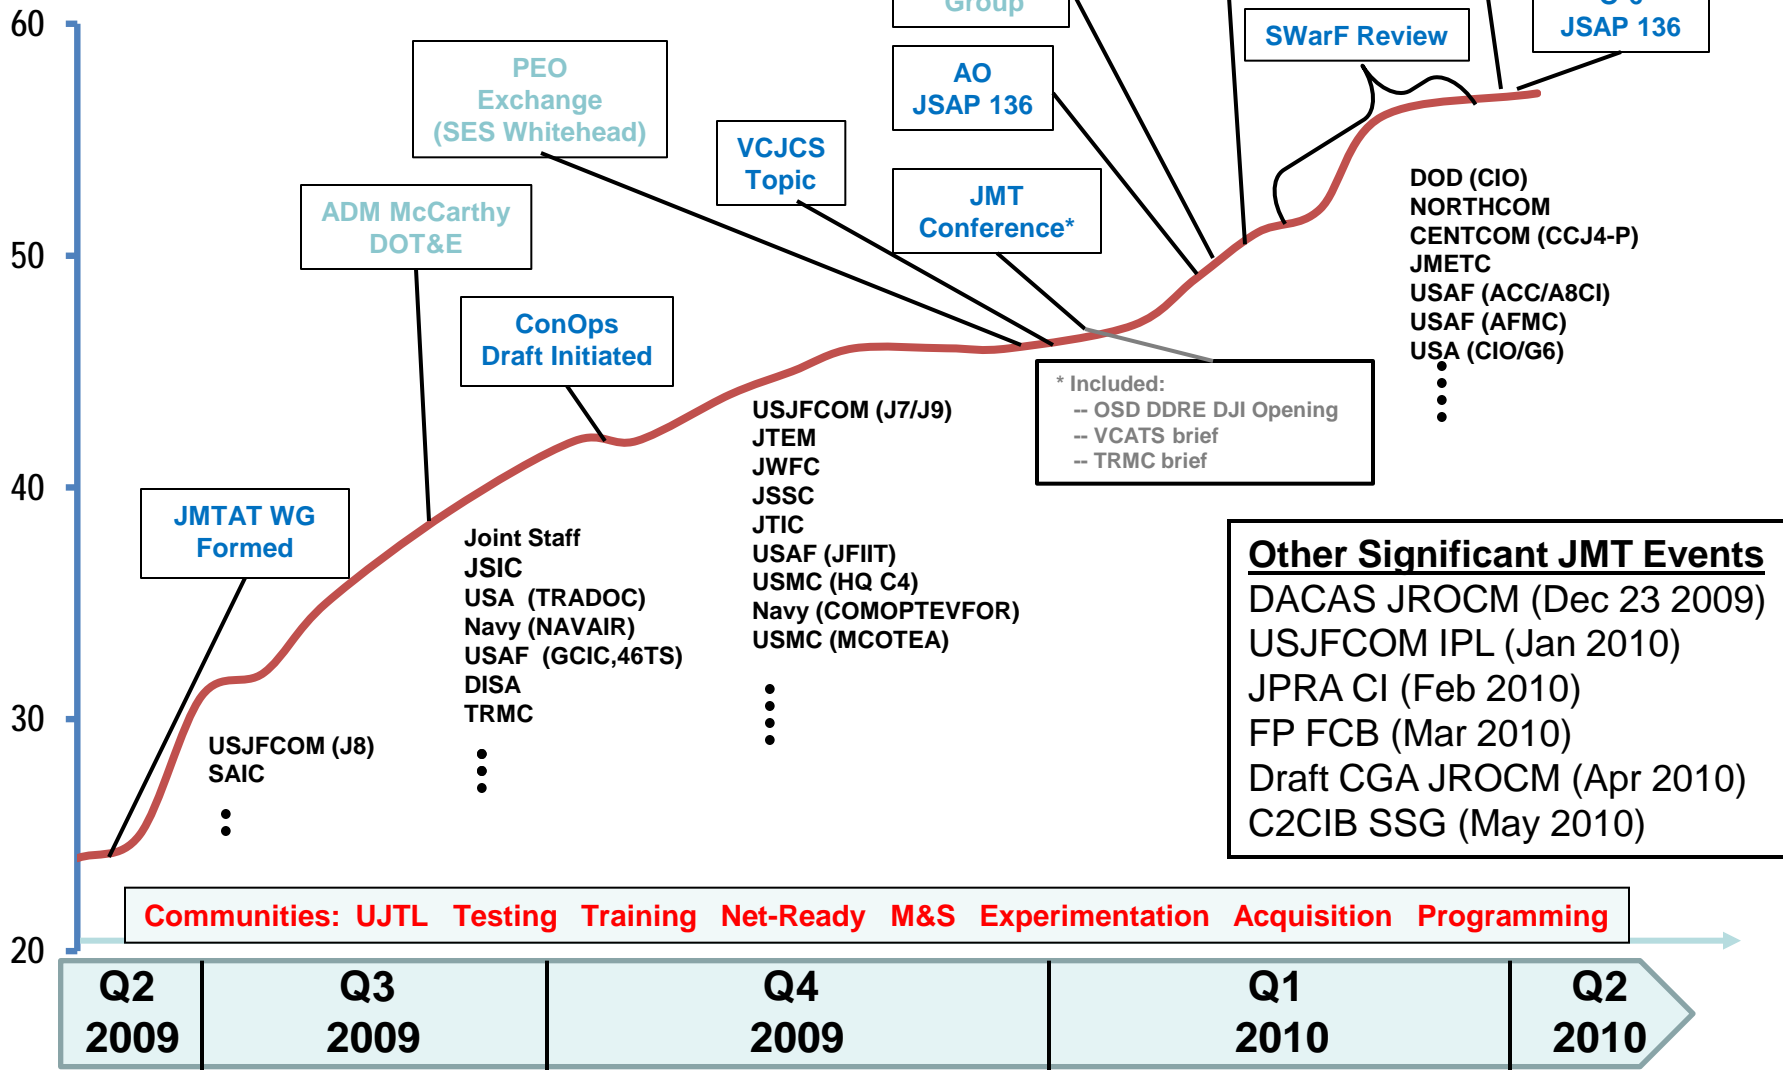 60
50
40
30
20
Group
SWarF Review
JSAP 136
PEO
Exchange
(SES Whitehead)
AO
JSAP 136
VCJCS
Topic
ADM McCarthy
DOT&E
JMT
Conference*
ConOps
Draft Initiated
JMTAT WG
Formed
DOD (CIO)
NORTHCOM
CENTCOM (CCJ4-P)
JMETC
USAF (ACC/A8CI)
USAF (AFMC)
USA (CIO/G6)
* Included:
-- OSD DDRE DJI Opening
-- VCATS brief
-- TRMC brief
USJFCOM (J7/J9)
JTEM
JWFC
JSSC
JTIC
USAF (JFIIT)
USMC (HQ C4)
Navy (COMOPTEVFOR)
USMC (MCOTEA)
Joint Staff
JSIC
USA (TRADOC)
Navy (NAVAIR)
USAF (GCIC,46TS)
DISA
TRMC
USJFCOM (J8)
SAIC
Other Significant JMT Events
DACAS JROCM (Dec 23 2009)
USJFCOM IPL (Jan 2010)
JPRA CI (Feb 2010)
FP FCB (Mar 2010)
Draft CGA JROCM (Apr 2010)
C2CIB SSG (May 2010)
Communities: UJTL Testing Training Net-Ready M&S Experimentation Acquisition Programming
Q2
2009
Q3
2009
Q4
2009
Q1
2010
Q2
2010